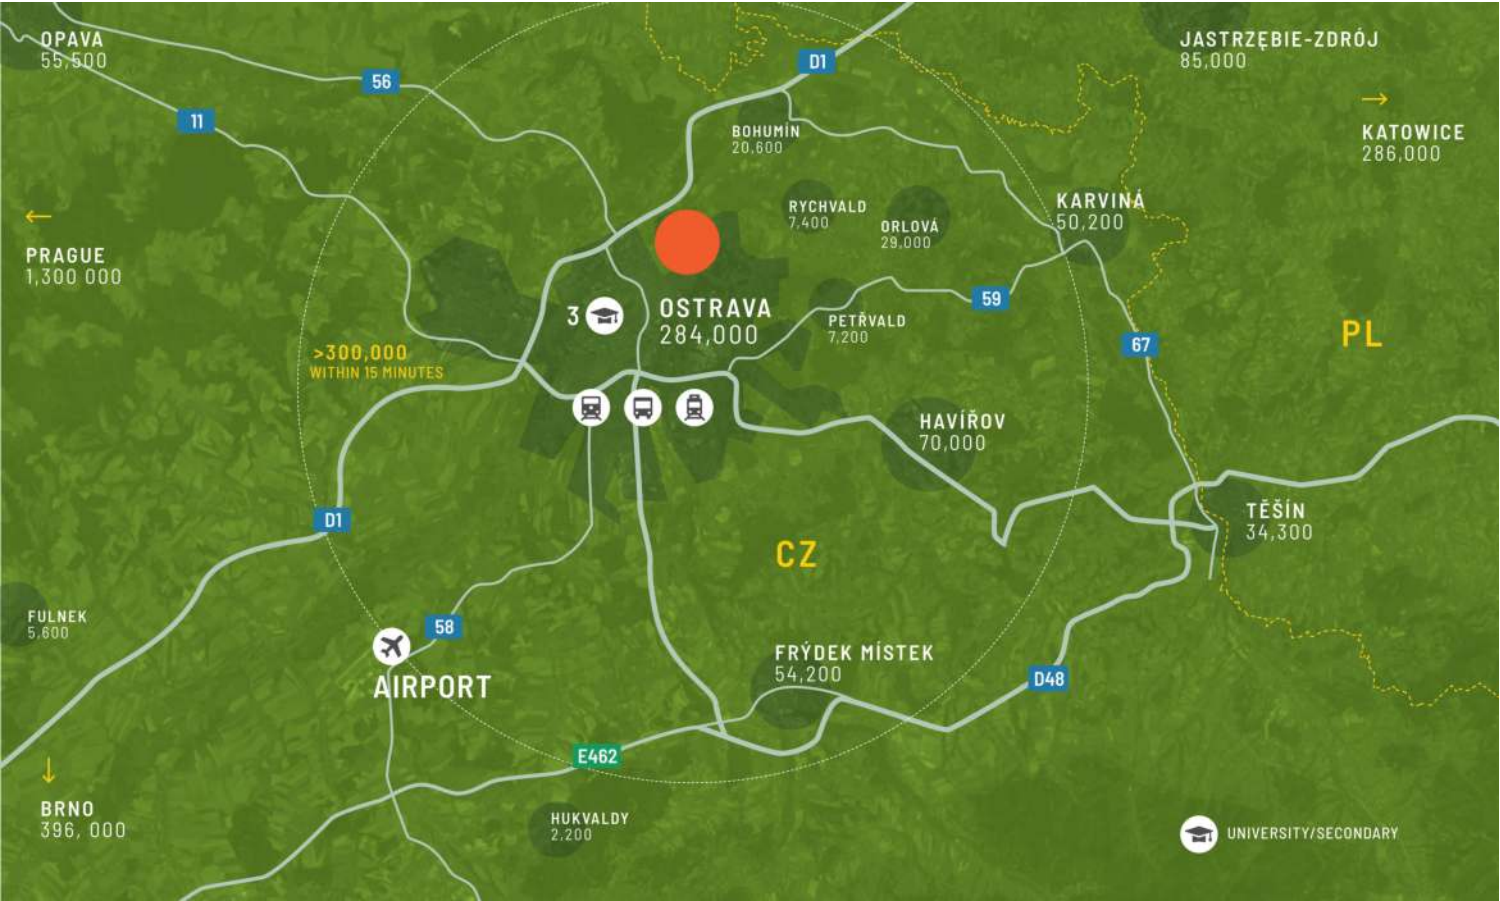 OPAVA
55,500
56
11
D1
JASTRZĘBIE-ZDRÓJ
85,000
→
KATOWICE
286,000
BOHUMÍN
20,600
←
PRAGUE
1,300 000
RYCHVALD
7,400
ORLOVÁ
29,000
KARVINÁ
50,200
3
OSTRAVA
284,000
PETŘVALD
7,200
59
67
PL
>300,000
WITHIN 15 MINUTES
HAVÍŘOV
70,000
D1
CZ
TĚŠÍN
34,300
FULNEK
5,600
58
AIRPORT
FRÝDEK MÍSTEK
54,200
D48
E462
↓
BRNO
396, 000
HUKVALDY
2,200
UNIVERSITY/SECONDARY